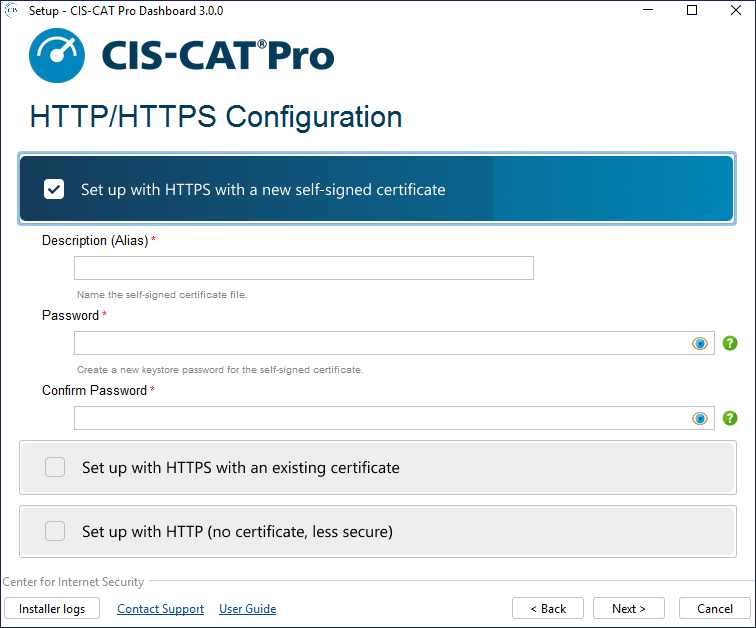 CIS
Setup - CIS-CAT Pro Dashboard 3.0.0
CIS-CAT®Pro
HTTP/HTTPS Configuration
Set up with HTTPS with a new self-signed certificate
Description (Alias) *
Name the self-signed certificate file.
Password *
?
Create a new keystore password for the self-signed certificate.
Confirm Password *
?
Set up with HTTPS with an existing certificate
Set up with HTTP (no certificate, less secure)
Center for Internet Security
Installer logs Contact Support User Guide < Back Next > Cancel